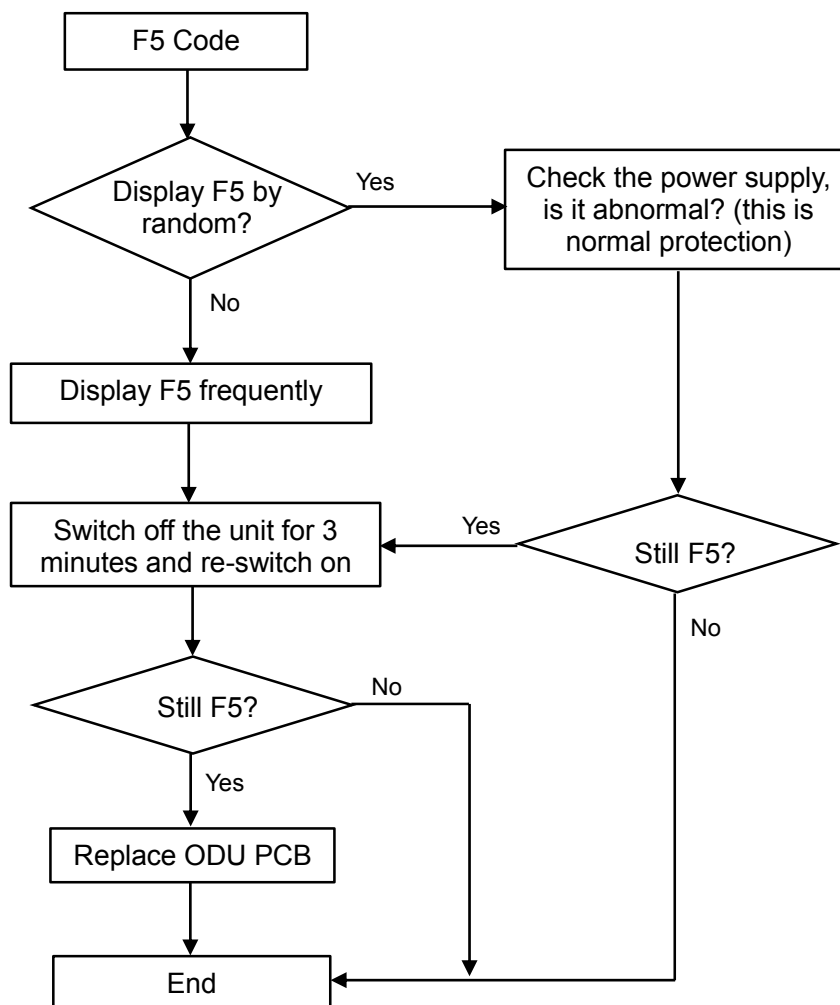 F5 Code
Display F5 by
random?
Yes
Check the power supply,
is it abnormal? (this is
normal protection)
No
Display F5 frequently
Switch off the unit for 3
minutes and re-switch on
Yes
Still F5?
No
Still F5?
No
Yes
Replace ODU PCB
End